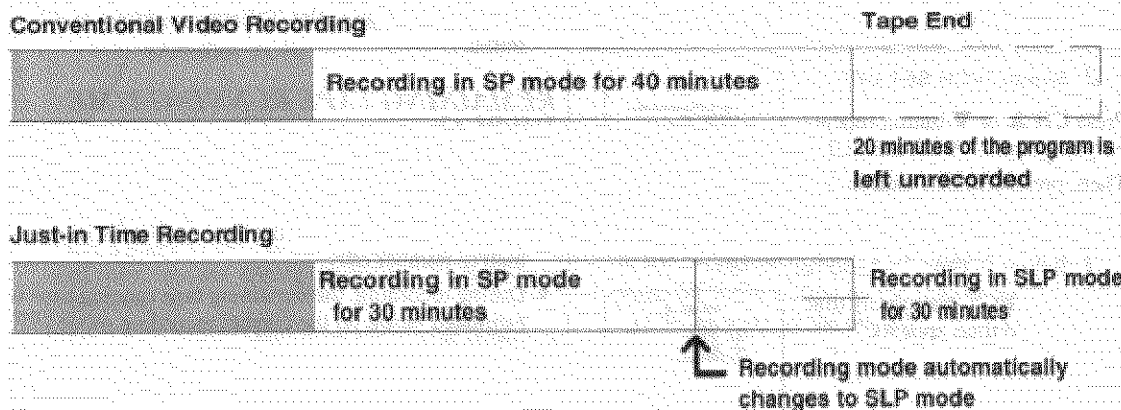 Conventional Video Recording
Tape End
Recording in SP mode for 40 minutes
20 minutes of the program is
left unrecorded
Just-in Time Recording
Recording in SP mode
for 30 minutes
Recording in SLP mode
for 30 minutes
Recording mode automatically
changes to SLP mode